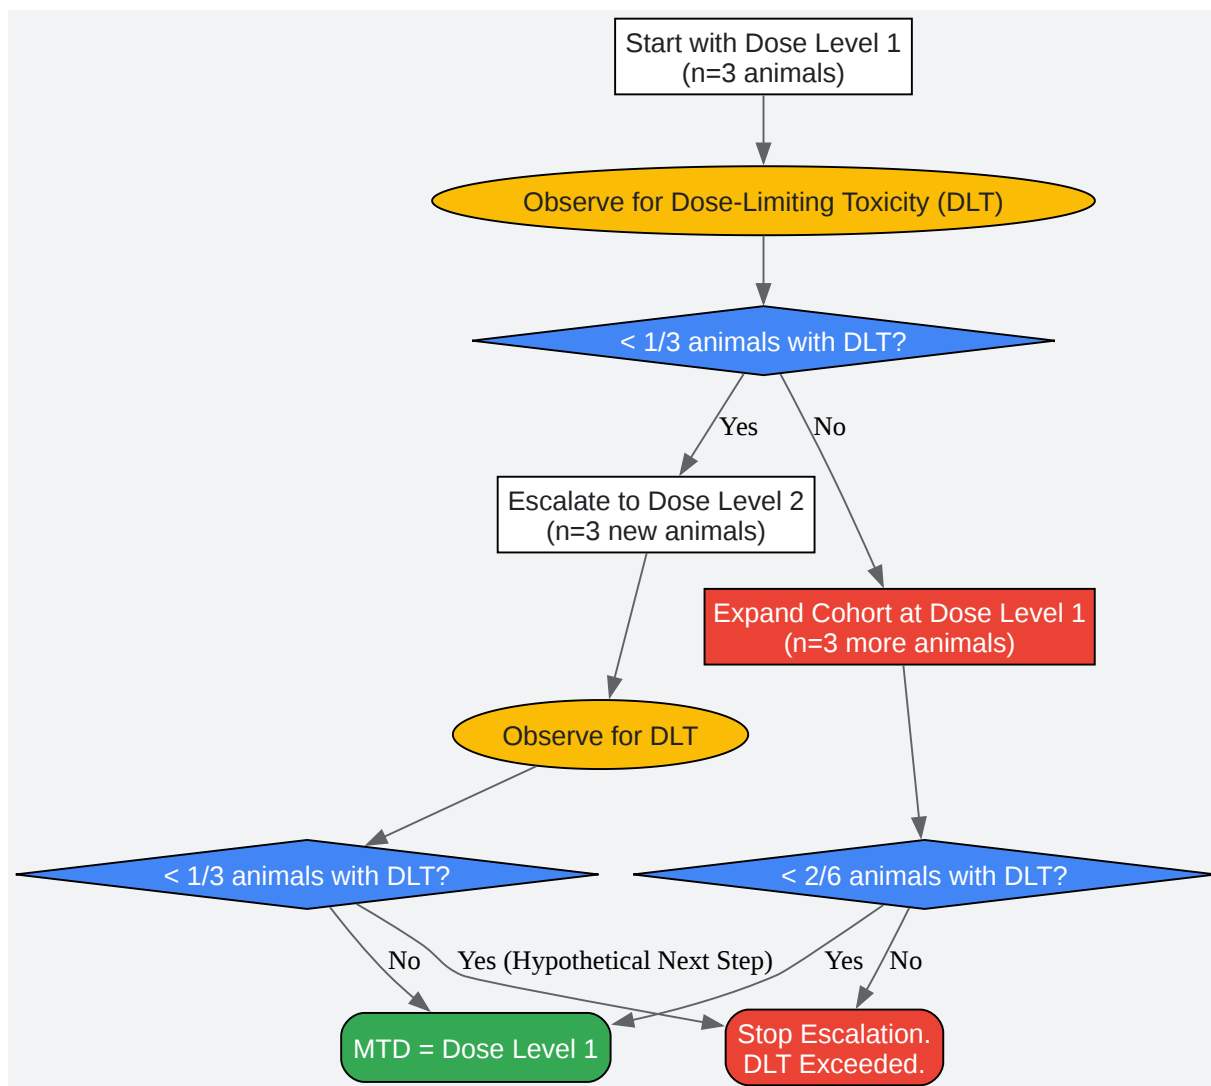 Start with Dose Level 1
(n=3 animals)
Observe for Dose-Limiting Toxicity (DLT)
< 1/3 animals with DLT?
Yes
No
Escalate to Dose Level 2
(n=3 new animals)
Expand Cohort at Dose Level 1
(n=3 more animals)
Observe for DLT
< 1/3 animals with DLT?
< 2/6 animals with DLT?
No
Yes (Hypothetical Next Step)
Yes
No
MTD = Dose Level 1
Stop Escalation.
DLT Exceeded.